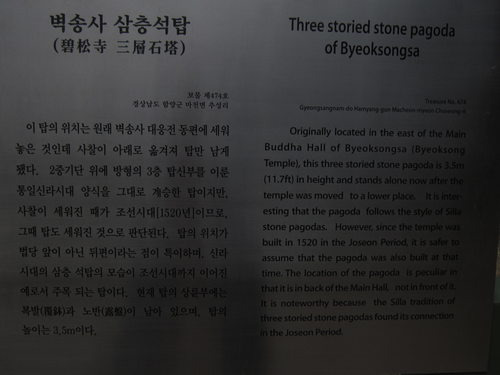 벽송사 삼층석탑
(碧松寺 三層石塔)
보물 제474호
경상남도 함양군 마천면 추성리
이 탑의 위치는 원래 벽송사 대웅전 동편에 세워
놓은 것인데 사찰이 아래로 옮겨져 탑만 남게
됐다. 2중기단 위에 방형의 3층 탑신부를 이룬
통일신라시대 양식을 그대로 계승한 탑이지만,
사찰이 세워진 때가 조선시대[1520년]이므로,
그때 탑도 세워진 것으로 판단된다. 탑의 위치가
법당 앞이 아닌 뒤편이라는 점이 특이하며, 신라
시대의 삼층 석탑의 모습이 조선시대까지 이어진
예로서 주목 되는 탑이다. 현재 탑의 상륜부에는
복발(覆鉢)과 노반(露盤)이 남아 있으며, 탑의
높이는 3.5m이다.
Three storied stone pagoda
of Byeoksongsa
Treasure No. 474
Gyeongsangnam-do Hamyang-gun Macheon-myeon Chuseong-ri
Originally located in the east of the Main
Buddha Hall of Byeoksongsa (Byeoksong
Temple), this three storied stone pagoda is 3.5m
(11.7ft) in height and stands alone now after the
temple was moved to a lower place. It is inter-
esting that the pagoda follows the style of Silla
stone pagodas. However, since the temple was
built in 1520 in the Joseon Period, it is safer to
assume that the pagoda was also built at that
time. The location of the pagoda is peculiar in
that it is in back of the Main Hall, not in front of it.
It is noteworthy because the Silla tradition of
three storied stone pagodas found its connection
in the Joseon Period.